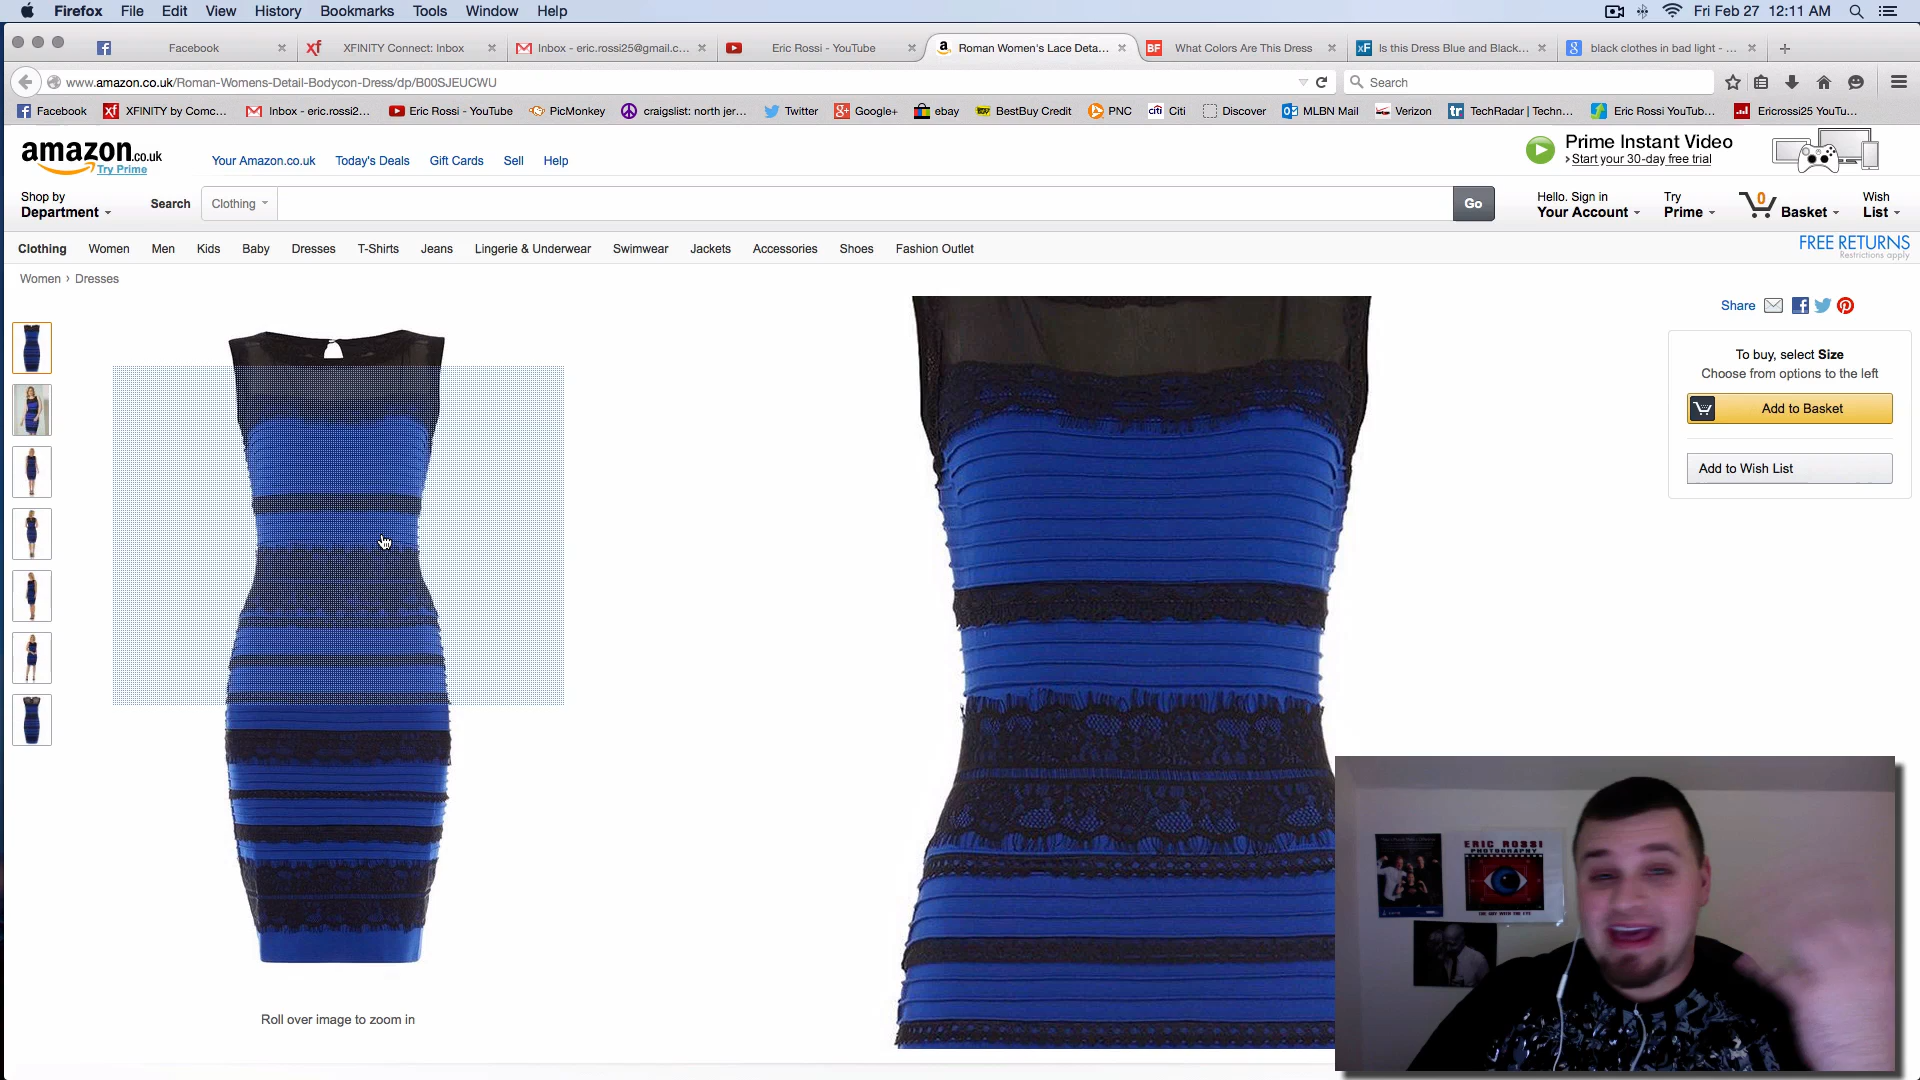 Firefox File Edit View History Bookmarks Tools Window Help Fri Feb 27 12:11 AM
Facebook XFINITY Connect: Inbox Inbox - eric.rossi25@gmail.c... Eric Rossi - YouTube Roman Women's Lace Deta... What Colors Are This Dress Is this Dress Blue and Black... black clothes in bad light - ...
www.amazon.co.uk/Roman-Womens-Detail-Bodycon-Dress/dp/B00SJEUCWU Search
Facebook XFINITY by Comc... Inbox - eric.rossi2... Eric Rossi - YouTube PicMonkey craigslist: north jer... Twitter Google+ ebay BestBuy Credit PNC Citi Discover MLBN Mail Verizon TechRadar | Techn... Eric Rossi YouTub... Ericrossi25 YouTu...
amazon.co.uk
Try Prime
Your Amazon.co.uk Today's Deals Gift Cards Sell Help
Prime Instant Video
› Start your 30-day free trial
Shop by
Department
Search Clothing Go
Hello. Sign in
Your Account
Try
Prime
0
Basket
Wish
List
Clothing Women Men Kids Baby Dresses T-Shirts Jeans Lingerie & Underwear Swimwear Jackets Accessories Shoes Fashion Outlet
FREE RETURNS
Restrictions apply
Women › Dresses
Share
To buy, select Size
Choose from options to the left
Add to Basket
Add to Wish List
Roll over image to zoom in
ERIC ROSSI
PHOTOGRAPHY
THE GUY WITH THE EYE